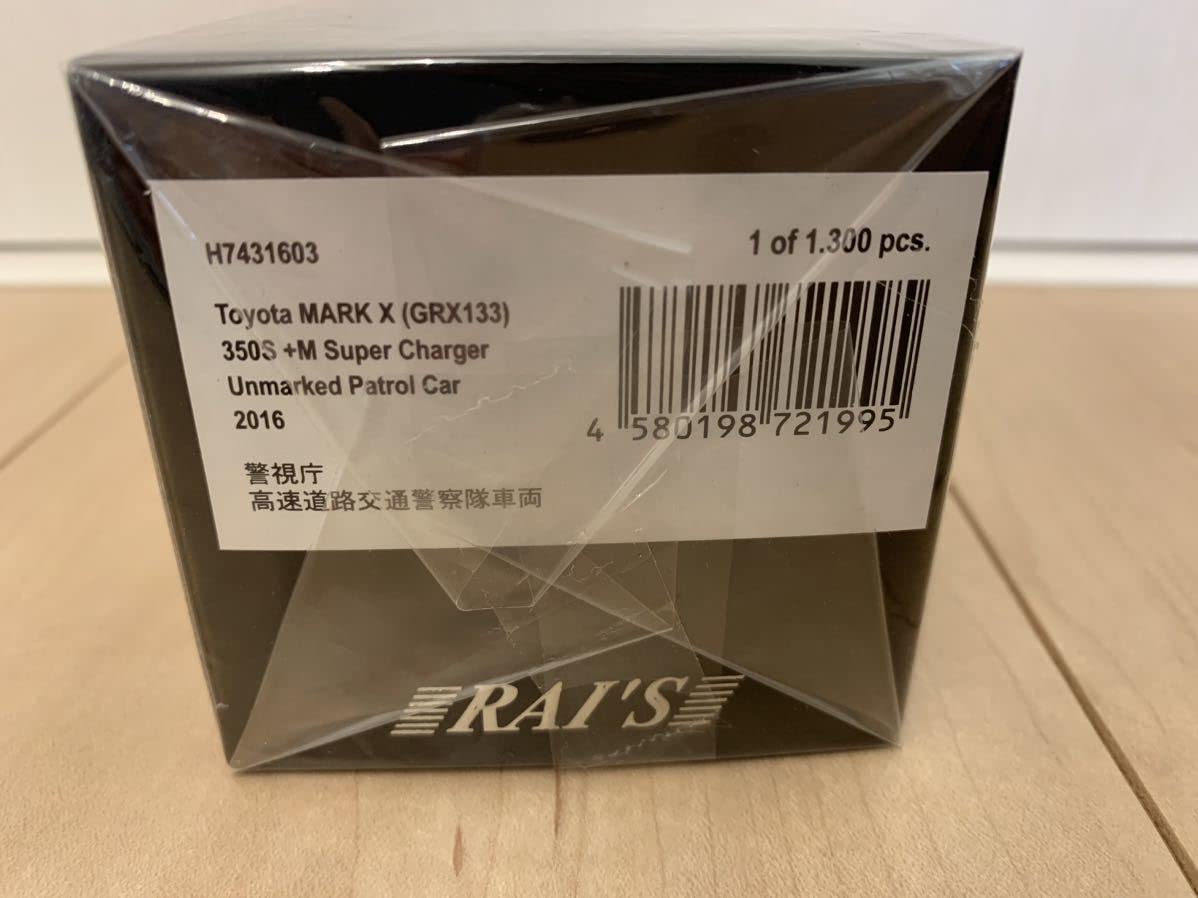 H7431603
1 of 1.300 pcs.
Toyota MARK X (GRX133)
350S +M Super Charger
Unmarked Patrol Car
2016
4 580198 721995
警視庁
高速道路交通警察隊車両
RAI'S